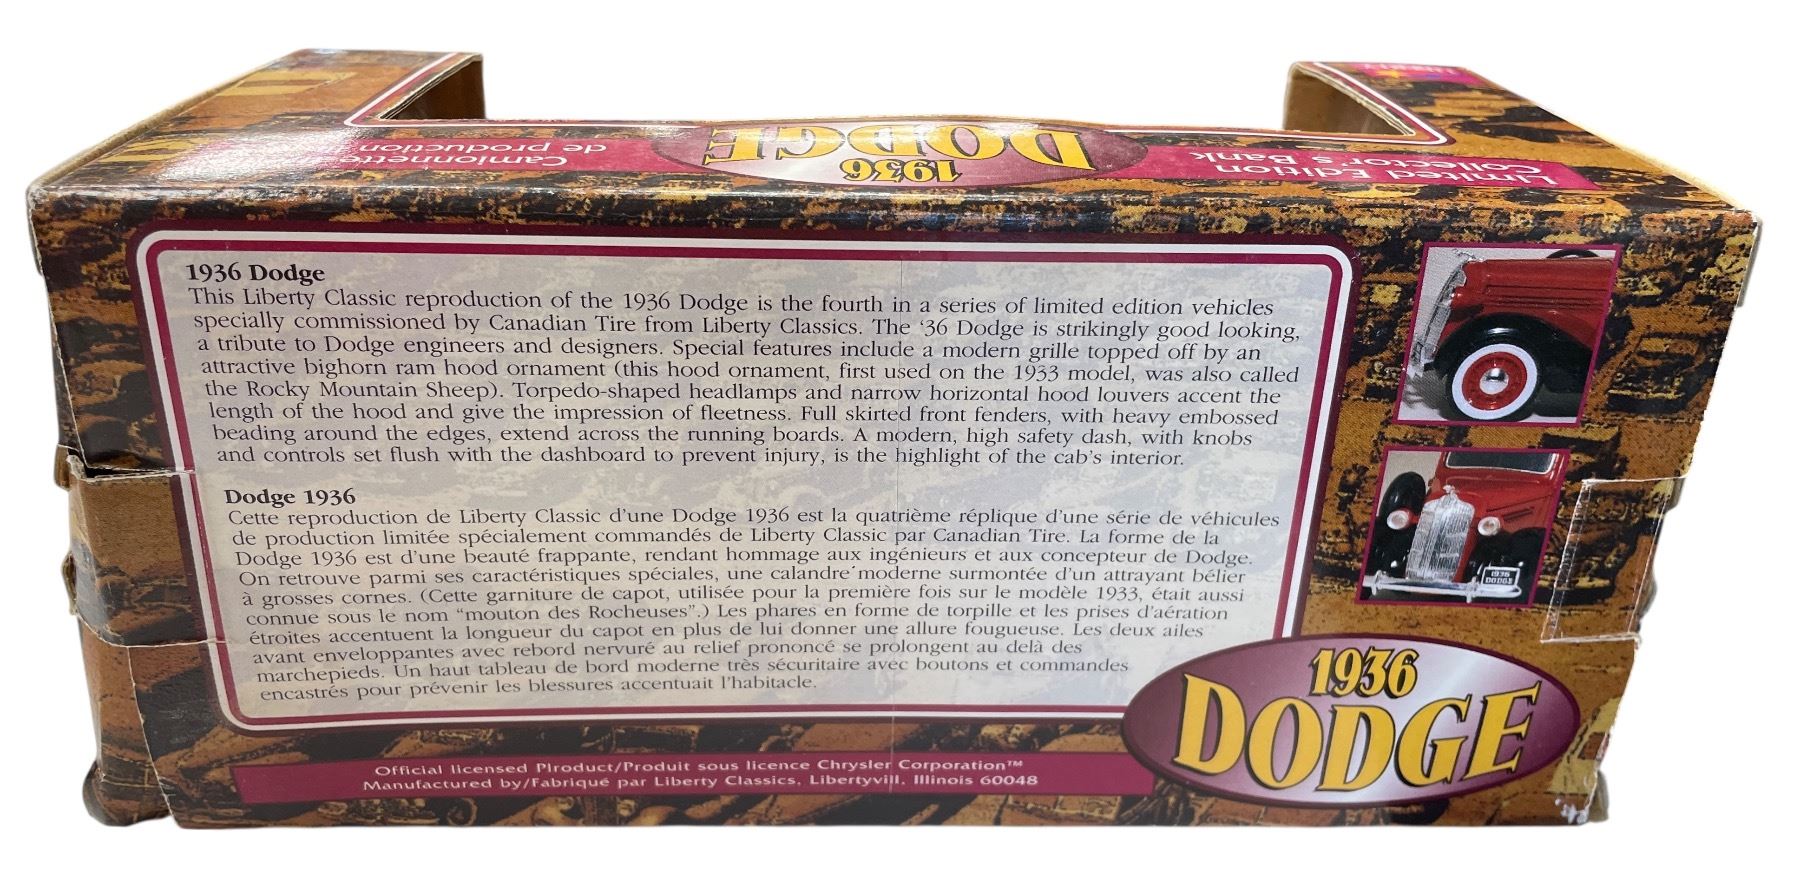 Limited Edition
Collector's Bank
1936
DODGE
Camionnette
de production
1936 Dodge
This Liberty Classic reproduction of the 1936 Dodge is the fourth in a series of limited edition vehicles
specially commissioned by Canadian Tire from Liberty Classics. The '36 Dodge is strikingly good looking,
a tribute to Dodge engineers and designers. Special features include a modern grille topped off by an
attractive bighorn ram hood ornament (this hood ornament, first used on the 1933 model, was also called
the Rocky Mountain Sheep). Torpedo-shaped headlamps and narrow horizontal hood louvers accent the
length of the hood and give the impression of fleetness. Full skirted front fenders, with heavy embossed
beading around the edges, extend across the running boards. A modern, high safety dash, with knobs
and controls set flush with the dashboard to prevent injury, is the highlight of the cab's interior.
Dodge 1936
Cette reproduction de Liberty Classic d'une Dodge 1936 est la quatrième réplique d'une série de véhicules
de production limitée spécialement commandés de Liberty Classic par Canadian Tire. La forme de la
Dodge 1936 est d'une beauté frappante, rendant hommage aux ingénieurs et aux concepteur de Dodge.
On retrouve parmi ses caractéristiques spéciales, une calandre moderne surmontée d'un attrayant bélier
à grosses cornes. (Cette garniture de capot, utilisée pour la première fois sur le modèle 1933, était aussi
connue sous le nom "mouton des Rocheuses".) Les phares en forme de torpille et les prises d'aération
étroites accentuent la longueur du capot en plus de lui donner une allure fougueuse. Les deux ailes
avant enveloppantes avec rebord nervuré au relief prononcé se prolongent au delà des
marchepieds. Un haut tableau de bord moderne très sécuritaire avec boutons et commandes
encastrés pour prévenir les blessures accentuait l'habitacle.
1936
DODGE
1936
DODGE
Official licensed Plroduct/Produit sous licence Chrysler Corporation™
Manufactured by/Fabriqué par Liberty Classics, Libertyvill, Illinois 60048